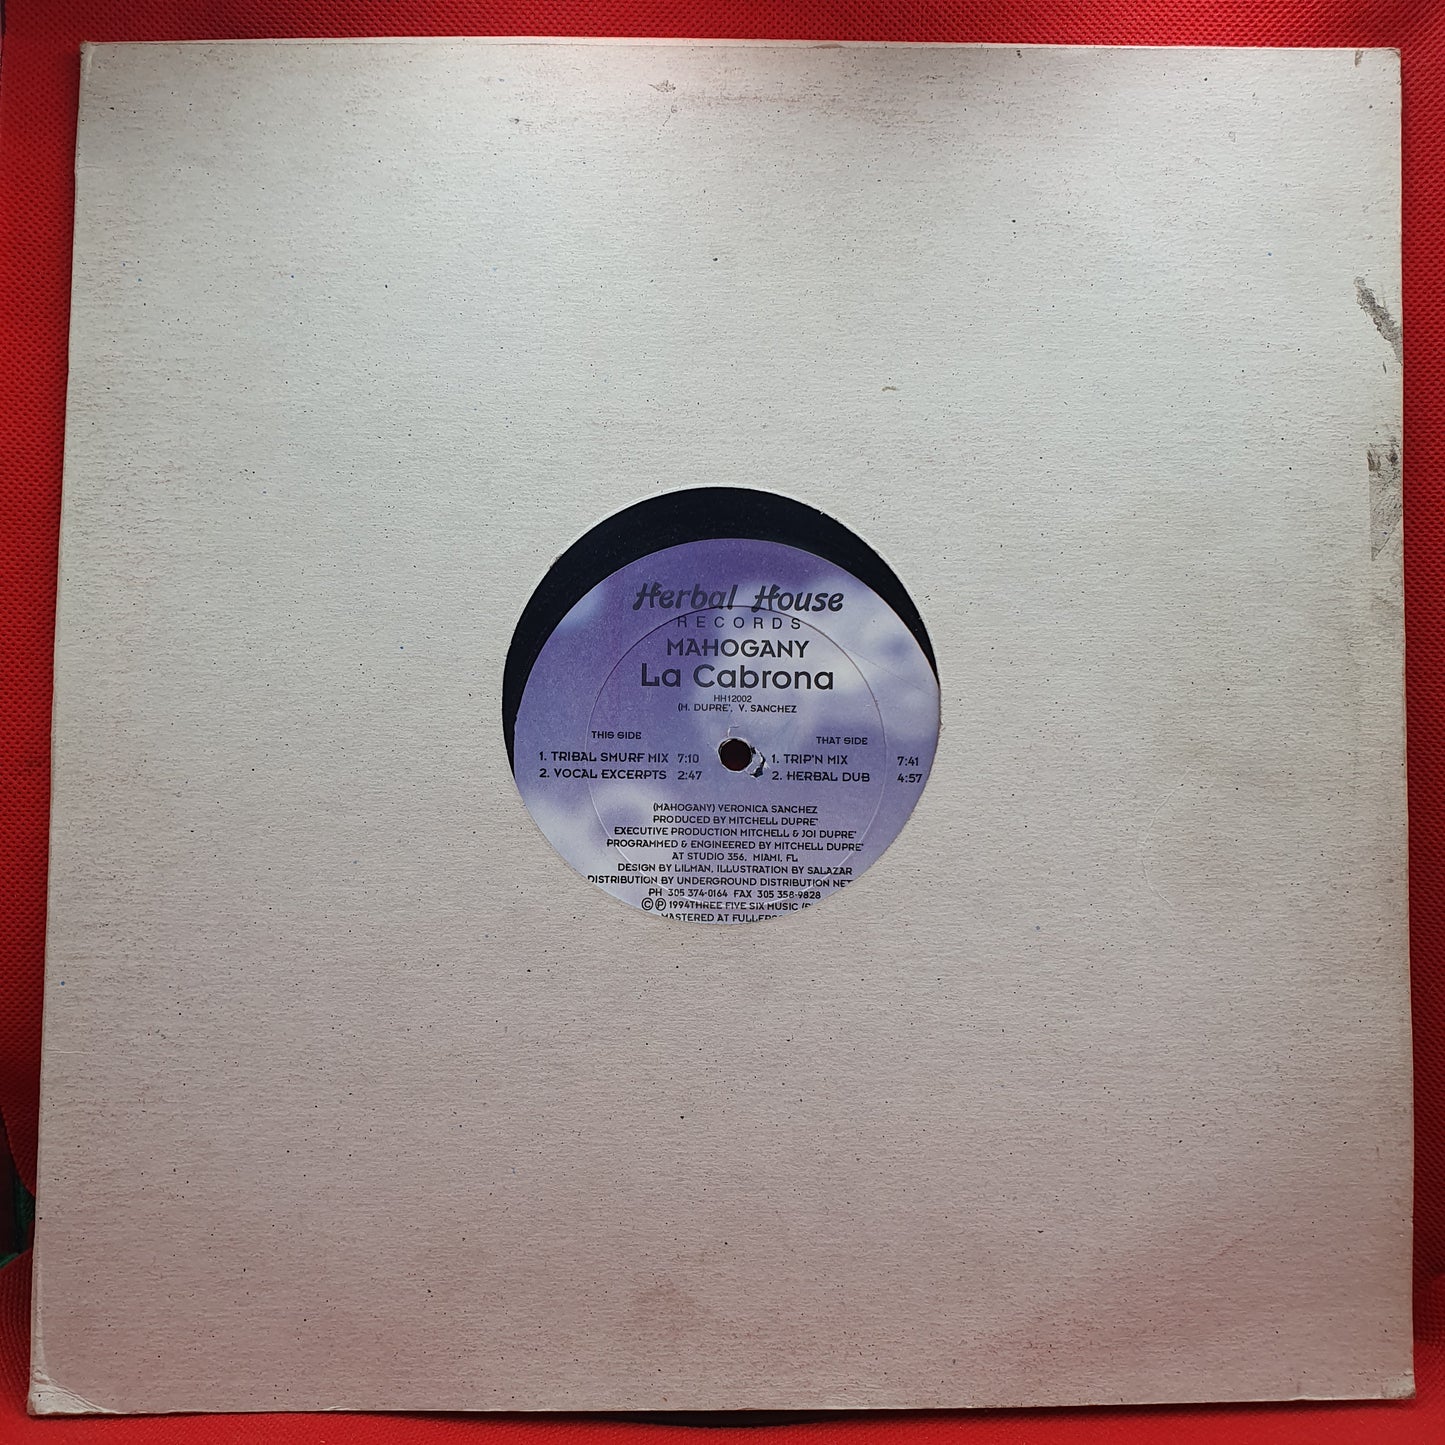 Herbal House
RECORDS
MAHOGANY
La Cabrona
HH12002
(M. DUPRE', V. SANCHEZ
THIS SIDE
1. TRIBAL SMURF MIX 7:10
2. VOCAL EXCERPTS 2:47
THAT SIDE
1. TRIP'N MIX 7:41
2. HERBAL DUB 4:57
(MAHOGANY) VERONICA SANCHEZ
PRODUCED BY MITCHELL DUPRE'
EXECUTIVE PRODUCTION MITCHELL & JOI DUPRE'
PROGRAMMED & ENGINEERED BY MITCHELL DUPRE'
AT STUDIO 356, MIAMI, FL
DESIGN BY LILMAN, ILLUSTRATION BY SALAZAR
DISTRIBUTION BY UNDERGROUND DISTRIBUTION NET
PH 305 374-0164 FAX 305 358-9828
©℗ 1994THREE FIVE SIX MUSIC
MASTERED AT